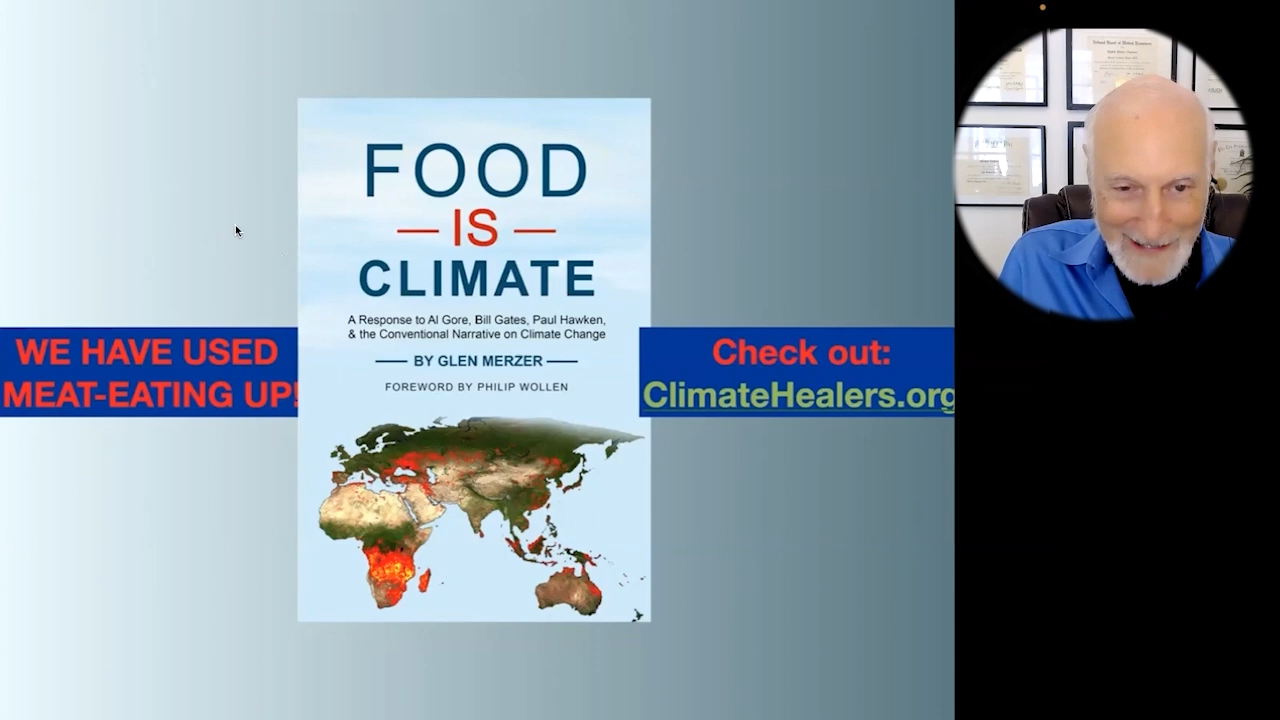 FOOD
— IS —
CLIMATE
A Response to Al Gore, Bill Gates, Paul Hawken,
& the Conventional Narrative on Climate Change
BY GLEN MERZER
FOREWORD BY PHILIP WOLLEN
WE HAVE USED
MEAT-EATING UP!
Check out:
ClimateHealers.org